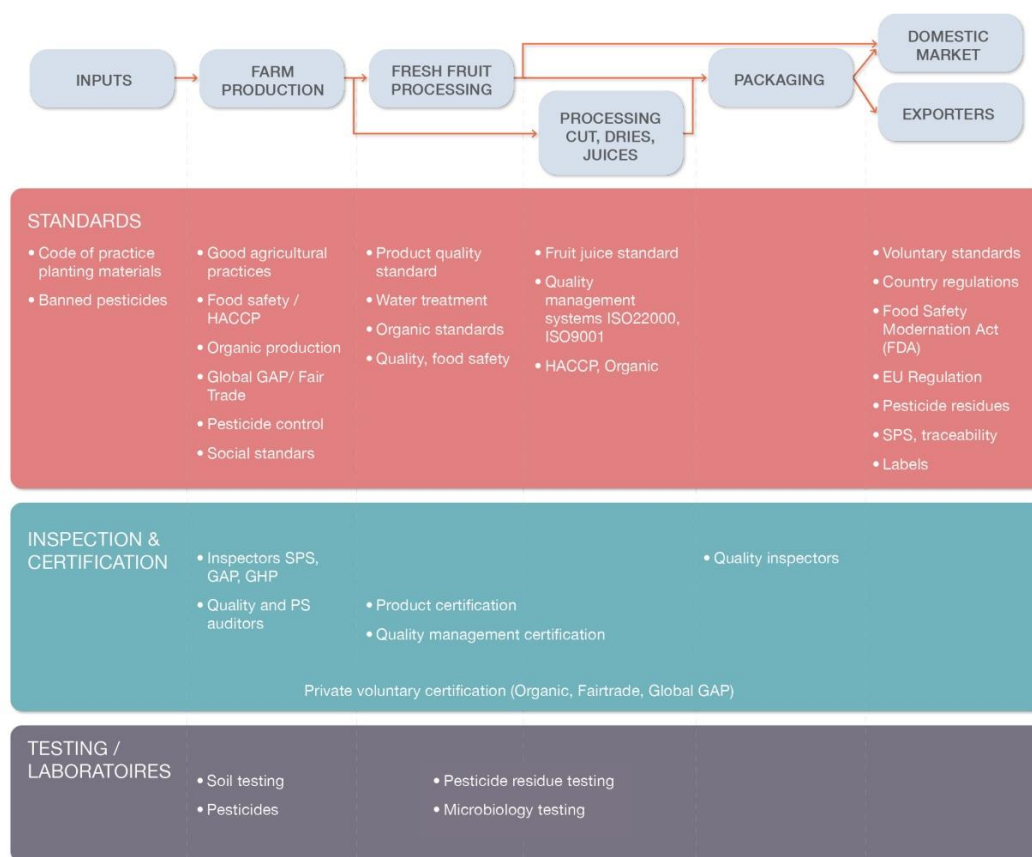 INPUTS
FARM
PRODUCTION
FRESH FRUIT
PROCESSING
PROCESSING
CUT, DRIES,
JUICES
PACKAGING
DOMESTIC
MARKET
EXPORTERS
STANDARDS
• Code of practice
planting materials
• Banned pesticides
• Good agricultural
practices
• Food safety /
HACCP
• Organic production
• Global GAP/ Fair
Trade
• Pesticide control
• Social standars
• Product quality
standard
• Water treatment
• Organic standards
• Quality, food safety
• Fruit juice standard
• Quality
management
systems ISO22000,
ISO9001
• HACCP, Organic
• Voluntary standards
• Country regulations
• Food Safety
Modernation Act
(FDA)
• EU Regulation
• Pesticide residues
• SPS, traceability
• Labels
INSPECTION &
CERTIFICATION
• Inspectors SPS,
GAP, GHP
• Quality and PS
auditors
• Product certification
• Quality management certification
• Quality inspectors
Private voluntary certification (Organic, Fairtrade, Global GAP)
TESTING /
LABORATOIRES
• Soil testing
• Pesticides
• Pesticide residue testing
• Microbiology testing